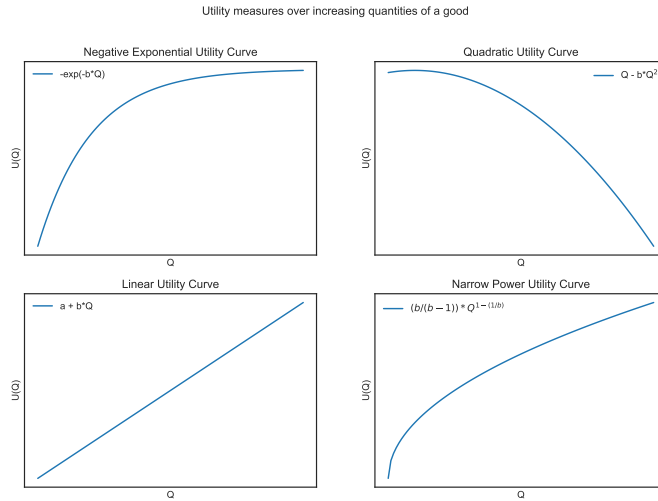 Utility measures over increasing quantities of a good
Negative Exponential Utility Curve
-exp(-b*Q)
U(Q)
Q
Quadratic Utility Curve
Q - b*Q²
U(Q)
Q
Linear Utility Curve
a + b*Q
U(Q)
Q
Narrow Power Utility Curve
(b/(b − 1)) * Q^{1−(1/b)}
U(Q)
Q